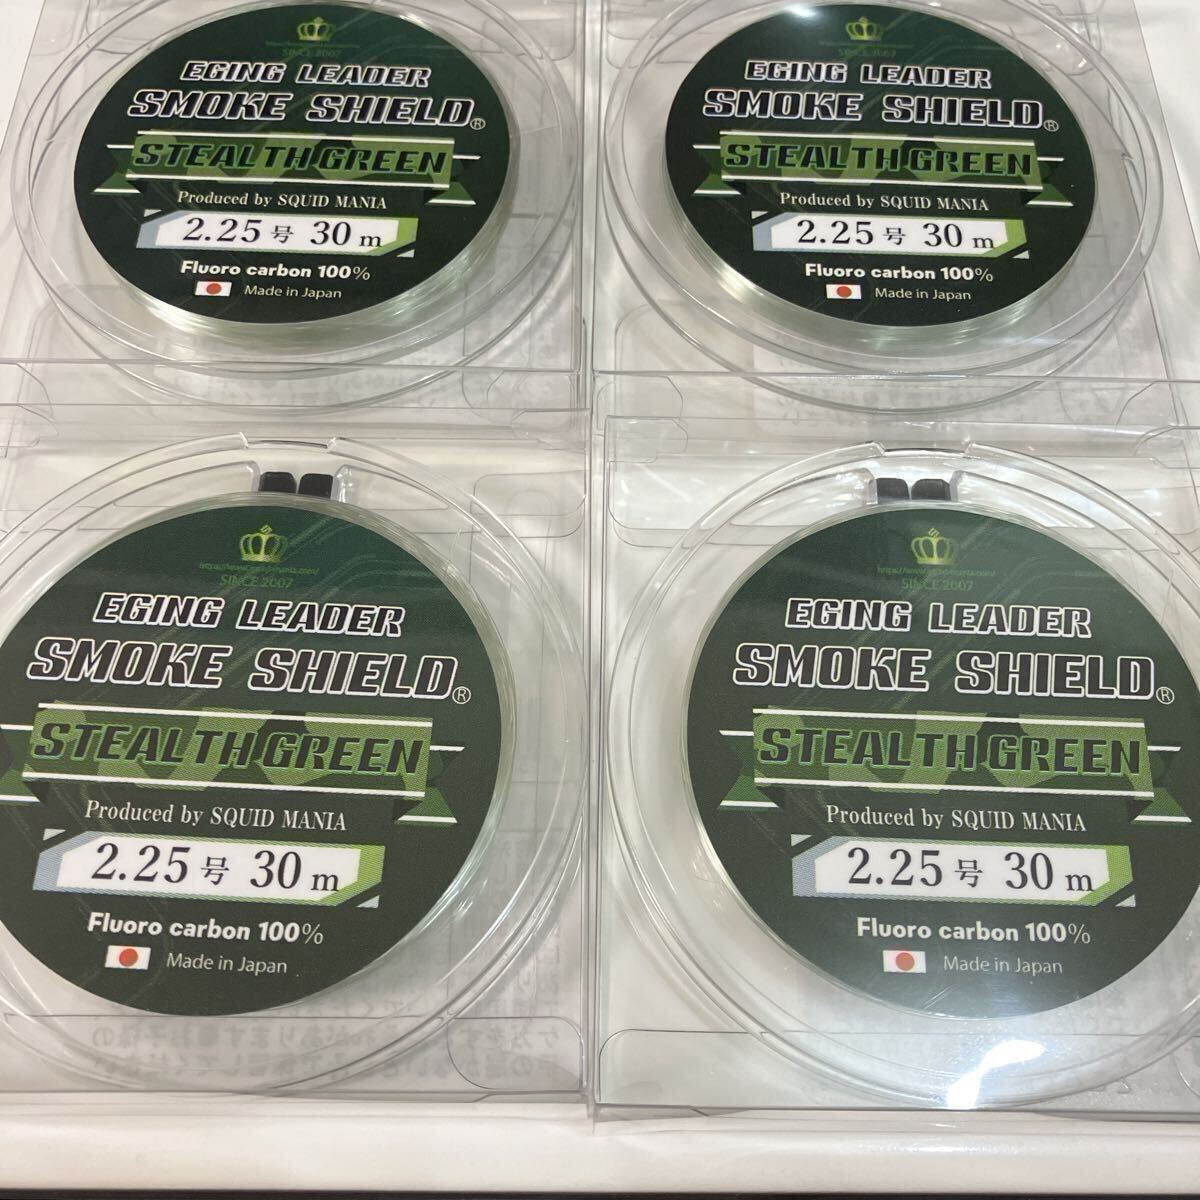 SINCE 2007
EGING LEADER
SMOKE SHIELD®
STEALTH GREEN
Produced by SQUID MANIA
2.25号 30m
Fluoro carbon 100%
Made in Japan
SINCE 2007
EGING LEADER
SMOKE SHIELD®
STEALTH GREEN
Produced by SQUID MANIA
2.25号 30m
Fluoro carbon 100%
Made in Japan
SINCE 2007
EGING LEADER
SMOKE SHIELD®
STEALTH GREEN
Produced by SQUID MANIA
2.25号 30m
Fluoro carbon 100%
Made in Japan
SINCE 2007
EGING LEADER
SMOKE SHIELD®
STEALTH GREEN
Produced by SQUID MANIA
2.25号 30m
Fluoro carbon 100%
Made in Japan